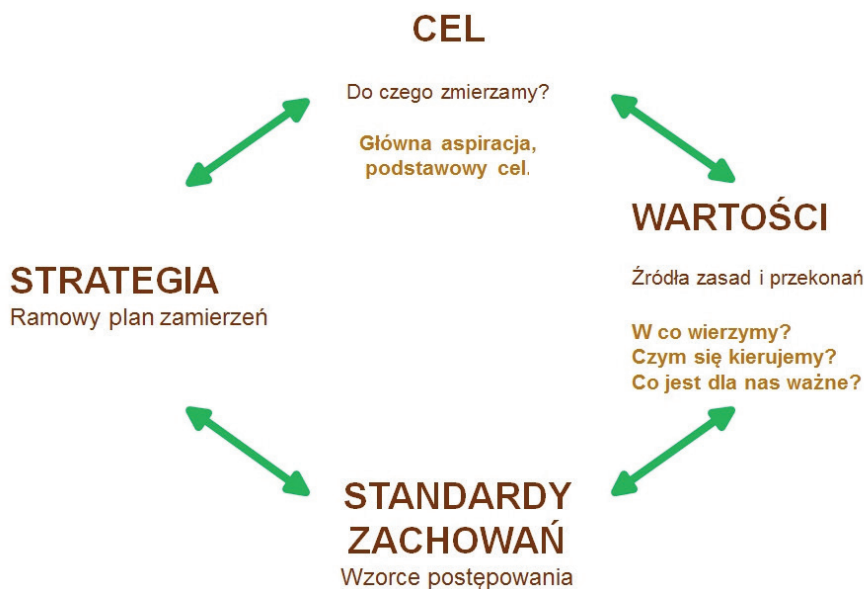 CEL
Do czego zmierzamy?
Główna aspiracja,
podstawowy cel.
WARTOŚCI
Źródła zasad i przekonań
W co wierzymy?
Czym się kierujemy?
Co jest dla nas ważne?
STRATEGIA
Ramowy plan zamierzeń
STANDARDY
ZACHOWAŃ
Wzorce postępowania